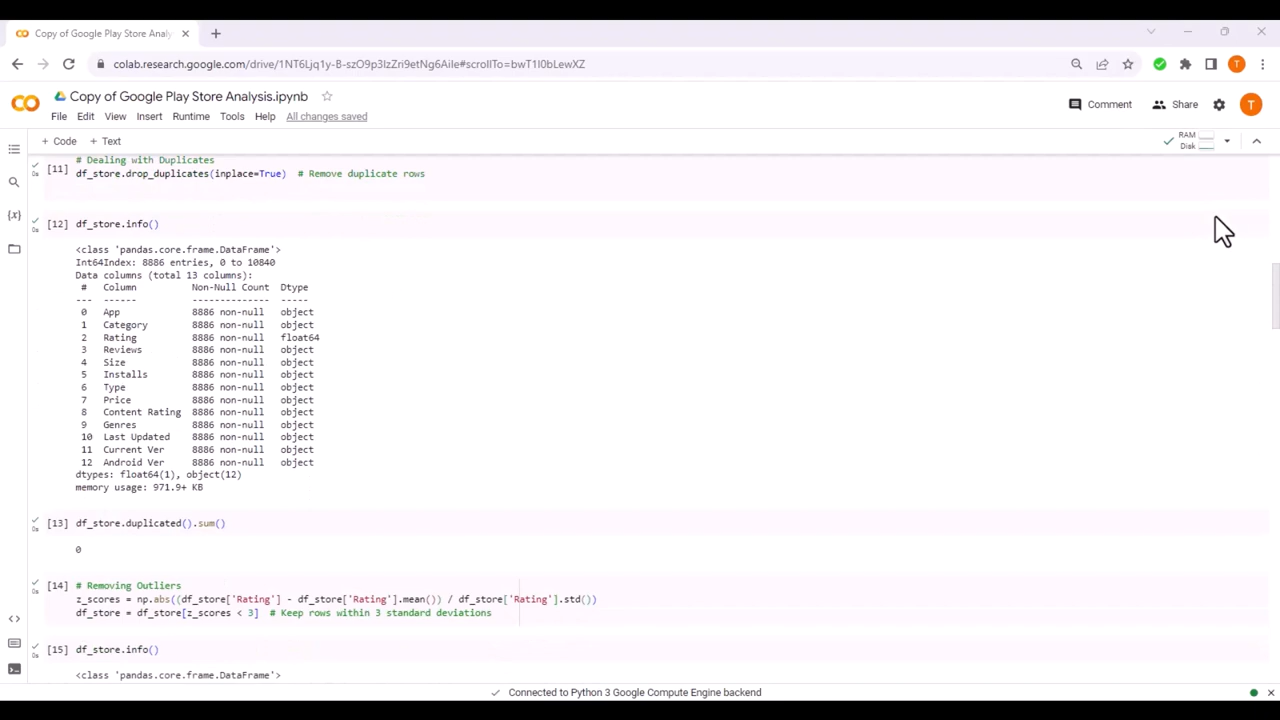 Copy of Google Play Store Analy
colab.research.google.com/drive/1NT6Ljq1y-B-szO9p3lzZri9etNg6AiIe#scrollTo=bwT1I0bLewXZ
T
Copy of Google Play Store Analysis.ipynb
Comment
Share
T
File Edit View Insert Runtime Tools Help All changes saved
+ Code + Text
RAM
Disk
# Dealing with Duplicates
[11] df_store.drop_duplicates(inplace=True) # Remove duplicate rows
{x}
[12] df_store.info()
<class 'pandas.core.frame.DataFrame'>
Int64Index: 8886 entries, 0 to 10840
Data columns (total 13 columns):
# Column Non-Null Count Dtype
--- ------ -------------- -----
0 App 8886 non-null object
1 Category 8886 non-null object
2 Rating 8886 non-null float64
3 Reviews 8886 non-null object
4 Size 8886 non-null object
5 Installs 8886 non-null object
6 Type 8886 non-null object
7 Price 8886 non-null object
8 Content Rating 8886 non-null object
9 Genres 8886 non-null object
10 Last Updated 8886 non-null object
11 Current Ver 8886 non-null object
12 Android Ver 8886 non-null object
dtypes: float64(1), object(12)
memory usage: 971.9+ KB
[13] df_store.duplicated().sum()
0
[14] # Removing Outliers
z_scores = np.abs((df_store['Rating'] - df_store['Rating'].mean()) / df_store['Rating'].std())
df_store = df_store[z_scores < 3] # Keep rows within 3 standard deviations
[15] df_store.info()
<class 'pandas.core.frame.DataFrame'>
Connected to Python 3 Google Compute Engine backend